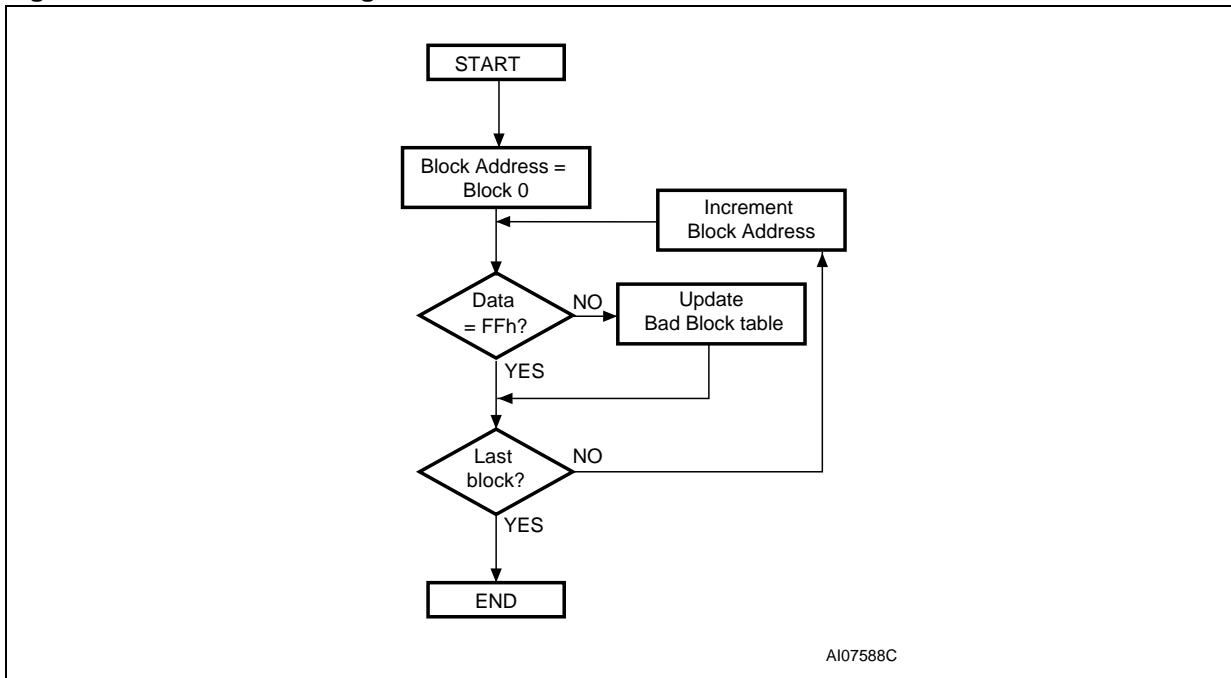 START
Block Address =
Block 0
Increment
Block Address
Data
= FFh?
NO
Update
Bad Block table
YES
Last
block?
NO
YES
END
AI07588C